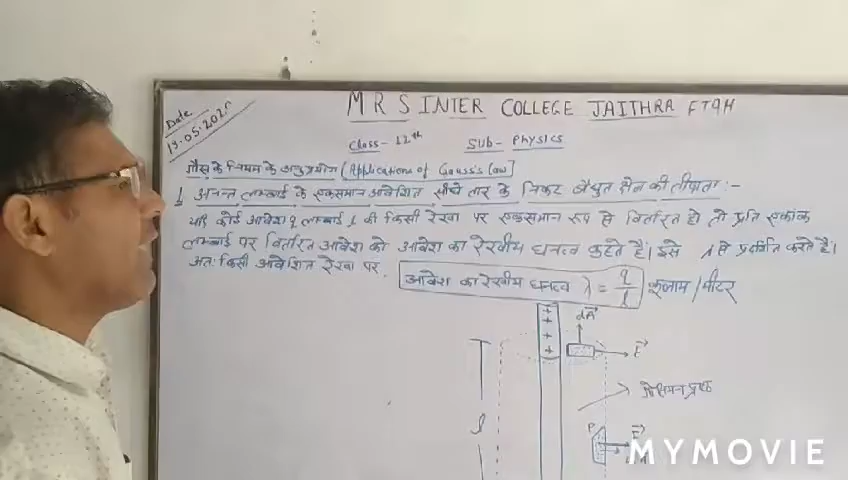 MRS INTER COLLEGE JAITHRA ETAH
Date
19.05.202
Class- 12th Sub- Physics
गौस के नियम के अनुप्रयोग (Applications of Gauss's Law)
1. अनन्त लम्बाई के एकसमान आवेशित सीधे तार के निकट वैधुत क्षेत्र की तीव्रता :-
यदि कोई आवेश q लम्बाई l की किसी रेखा पर एकसमान रूप से वितरित हो तो प्रति एकांक
लम्बाई पर वितरित आवेश को आवेश का रेखीय घनत्व कहते हैं। इसे λ से प्रदर्शित करते हैं।
अतः किसी आवेशित रेखा पर,
आवेश का रेखीय घनत्व λ = q/l कूलाम / मीटर
+
+
+
+
dA⃗
E⃗
l
P
E⃗
MYMOVIE